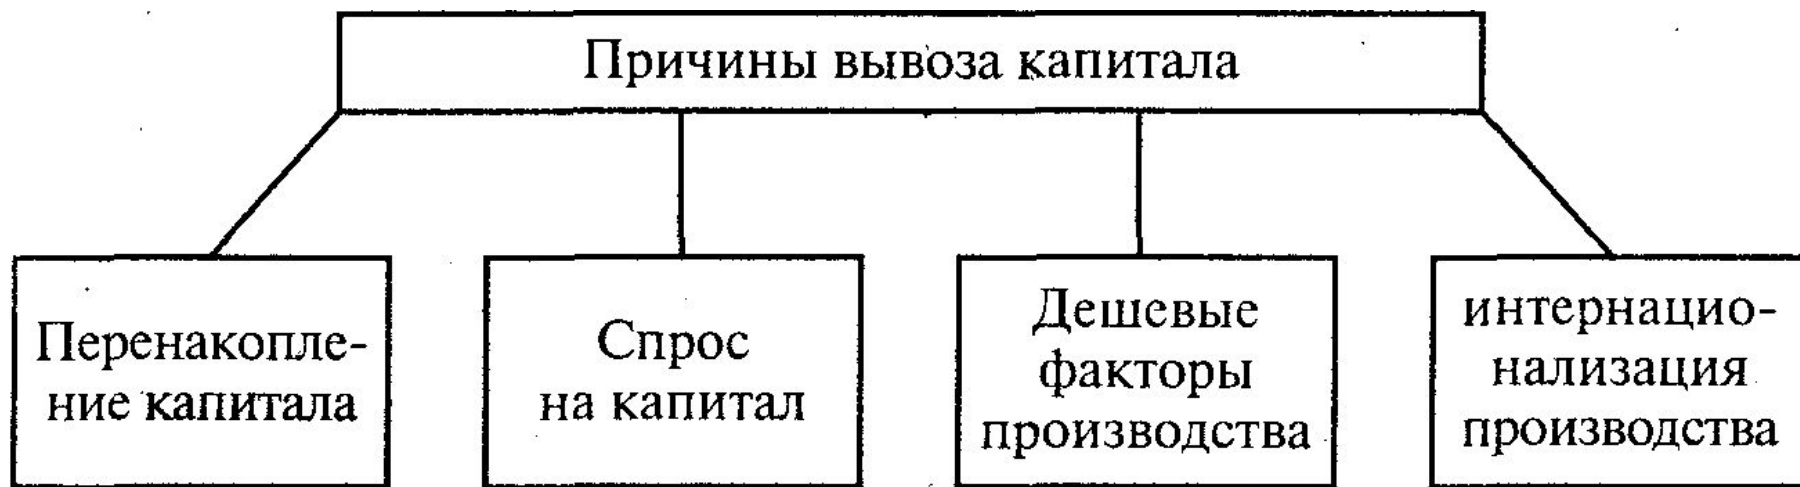 Причины вывоза капитала
Перенакопле-
ние капитала
Спрос
на капитал
Дешевые
факторы
производства
интернацио-
нализация
производства